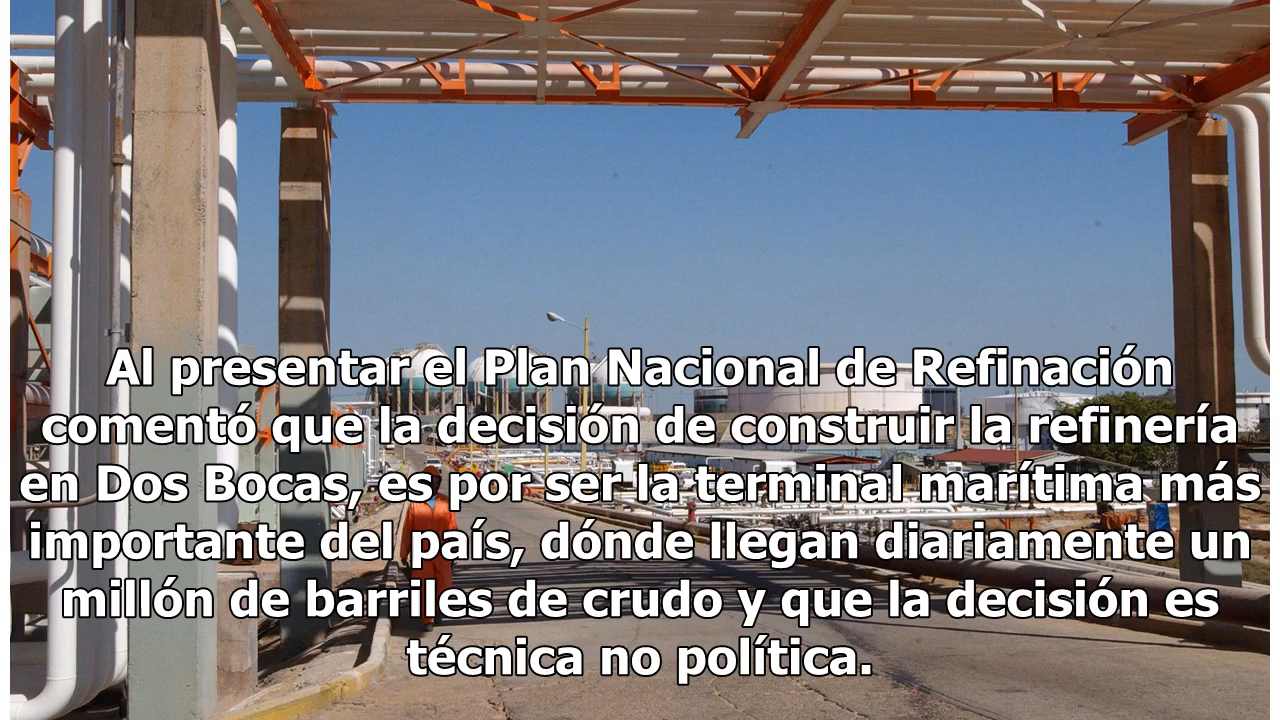 Al presentar el Plan Nacional de Refinación
comentó que la decisión de construir la refinería
en Dos Bocas, es por ser la terminal marítima más
importante del país, dónde llegan diariamente un
millón de barriles de crudo y que la decisión es
técnica no política.